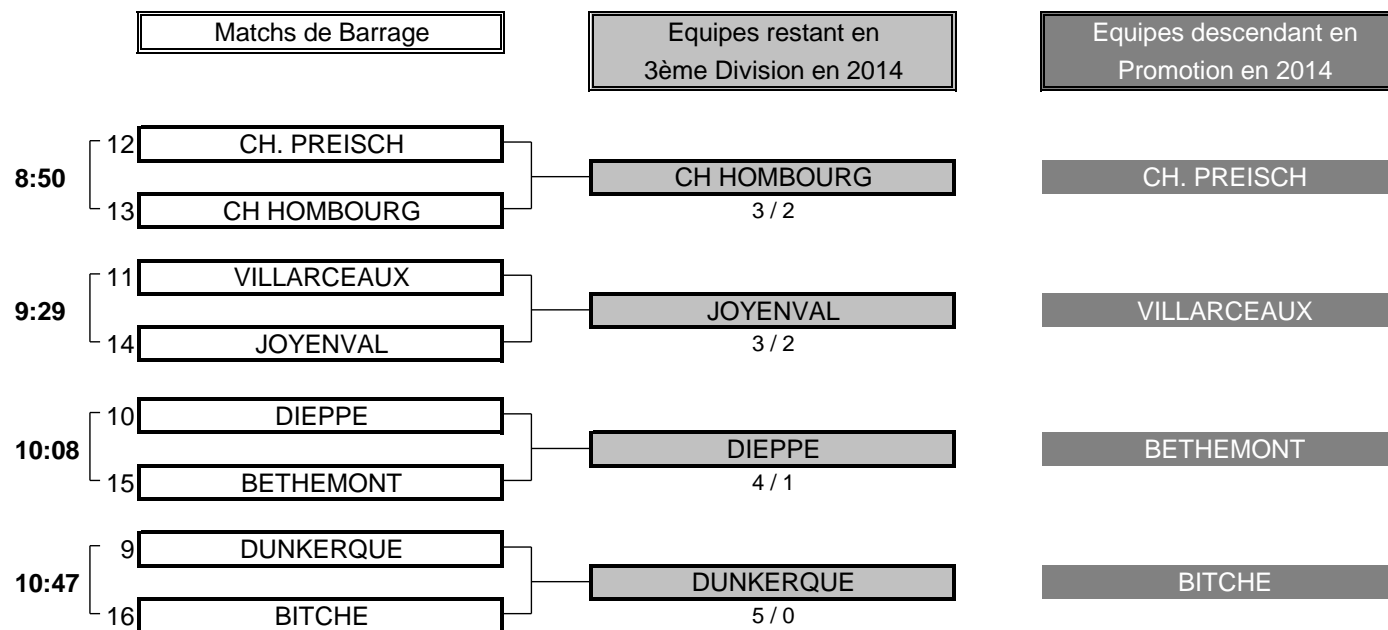 Matchs de Barrage
Equipes restant en
3ème Division en 2014
Equipes descendant en
Promotion en 2014
8:50
12 CH. PREISCH
13 CH HOMBOURG
CH HOMBOURG
3 / 2
CH. PREISCH
9:29
11 VILLARCEAUX
14 JOYENVAL
JOYENVAL
3 / 2
VILLARCEAUX
10:08
10 DIEPPE
15 BETHEMONT
DIEPPE
4 / 1
BETHEMONT
10:47
9 DUNKERQUE
16 BITCHE
DUNKERQUE
5 / 0
BITCHE